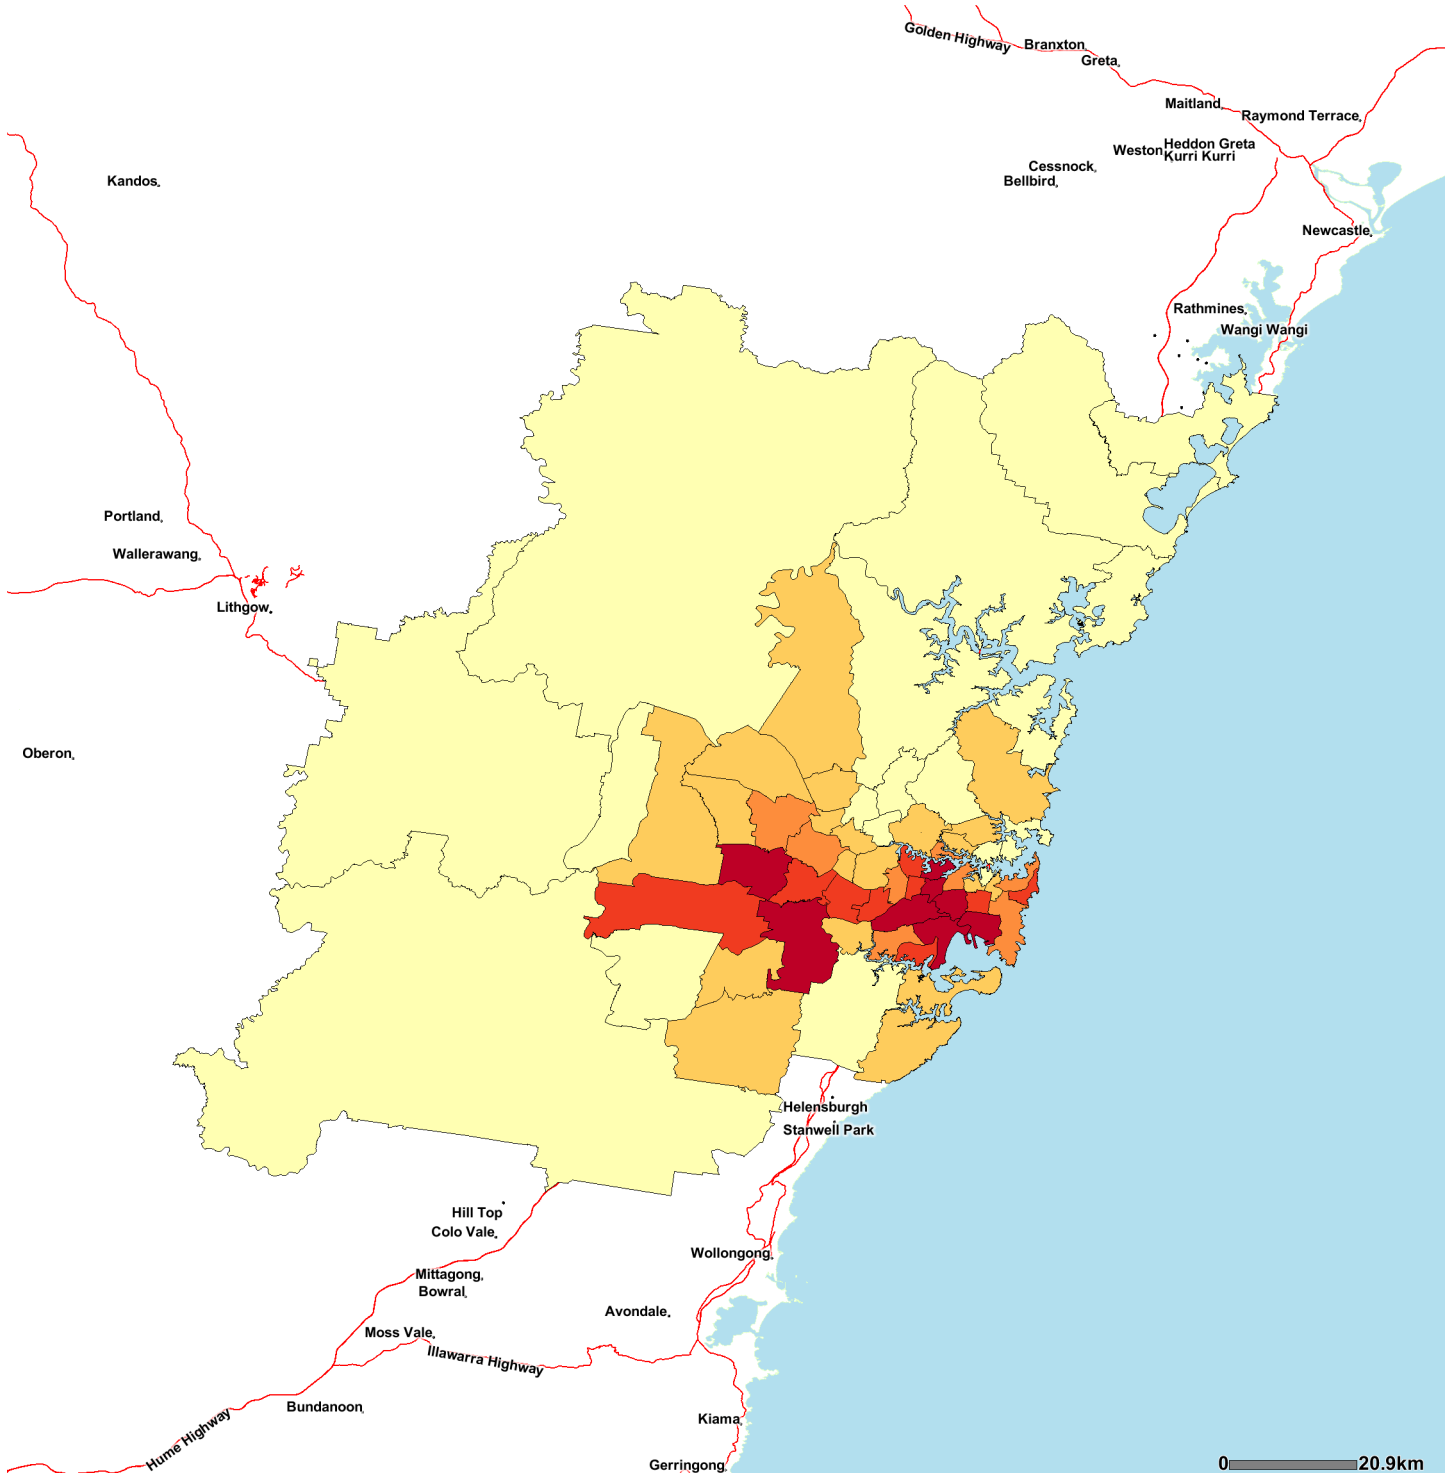 Golden Highway
Branxton
Greta
Maitland
Raymond Terrace
Weston
Heddon Greta
Kurri Kurri
Cessnock
Bellbird
Kandos
Newcastle
Rathmines
Wangi Wangi
Portland
Wallerawang
Lithgow
Oberon
Helensburgh
Stanwell Park
Hill Top
Colo Vale
Wollongong
Mittagong
Bowral
Avondale
Moss Vale
Illawarra Highway
Bundanoon
Kiama
Hume Highway
Gerringong
0 20.9km